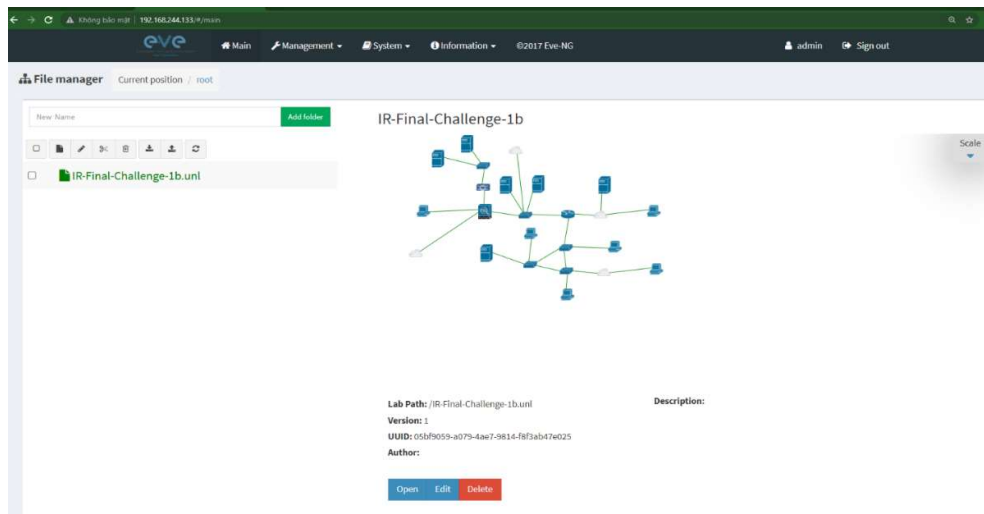 Không bảo mật | 192.168.244.133/#/main
eve Main Management System Information ©2017 Eve-NG admin Sign out
File manager Current position / root
New Name Add folder
IR-Final-Challenge-1b
Scale
IR-Final-Challenge-1b.unl
Lab Path: /IR-Final-Challenge-1b.unl
Description:
Version: 1
UUID: 05bf9059-a079-4ae7-9814-f8f3ab47e025
Author:
Open Edit Delete